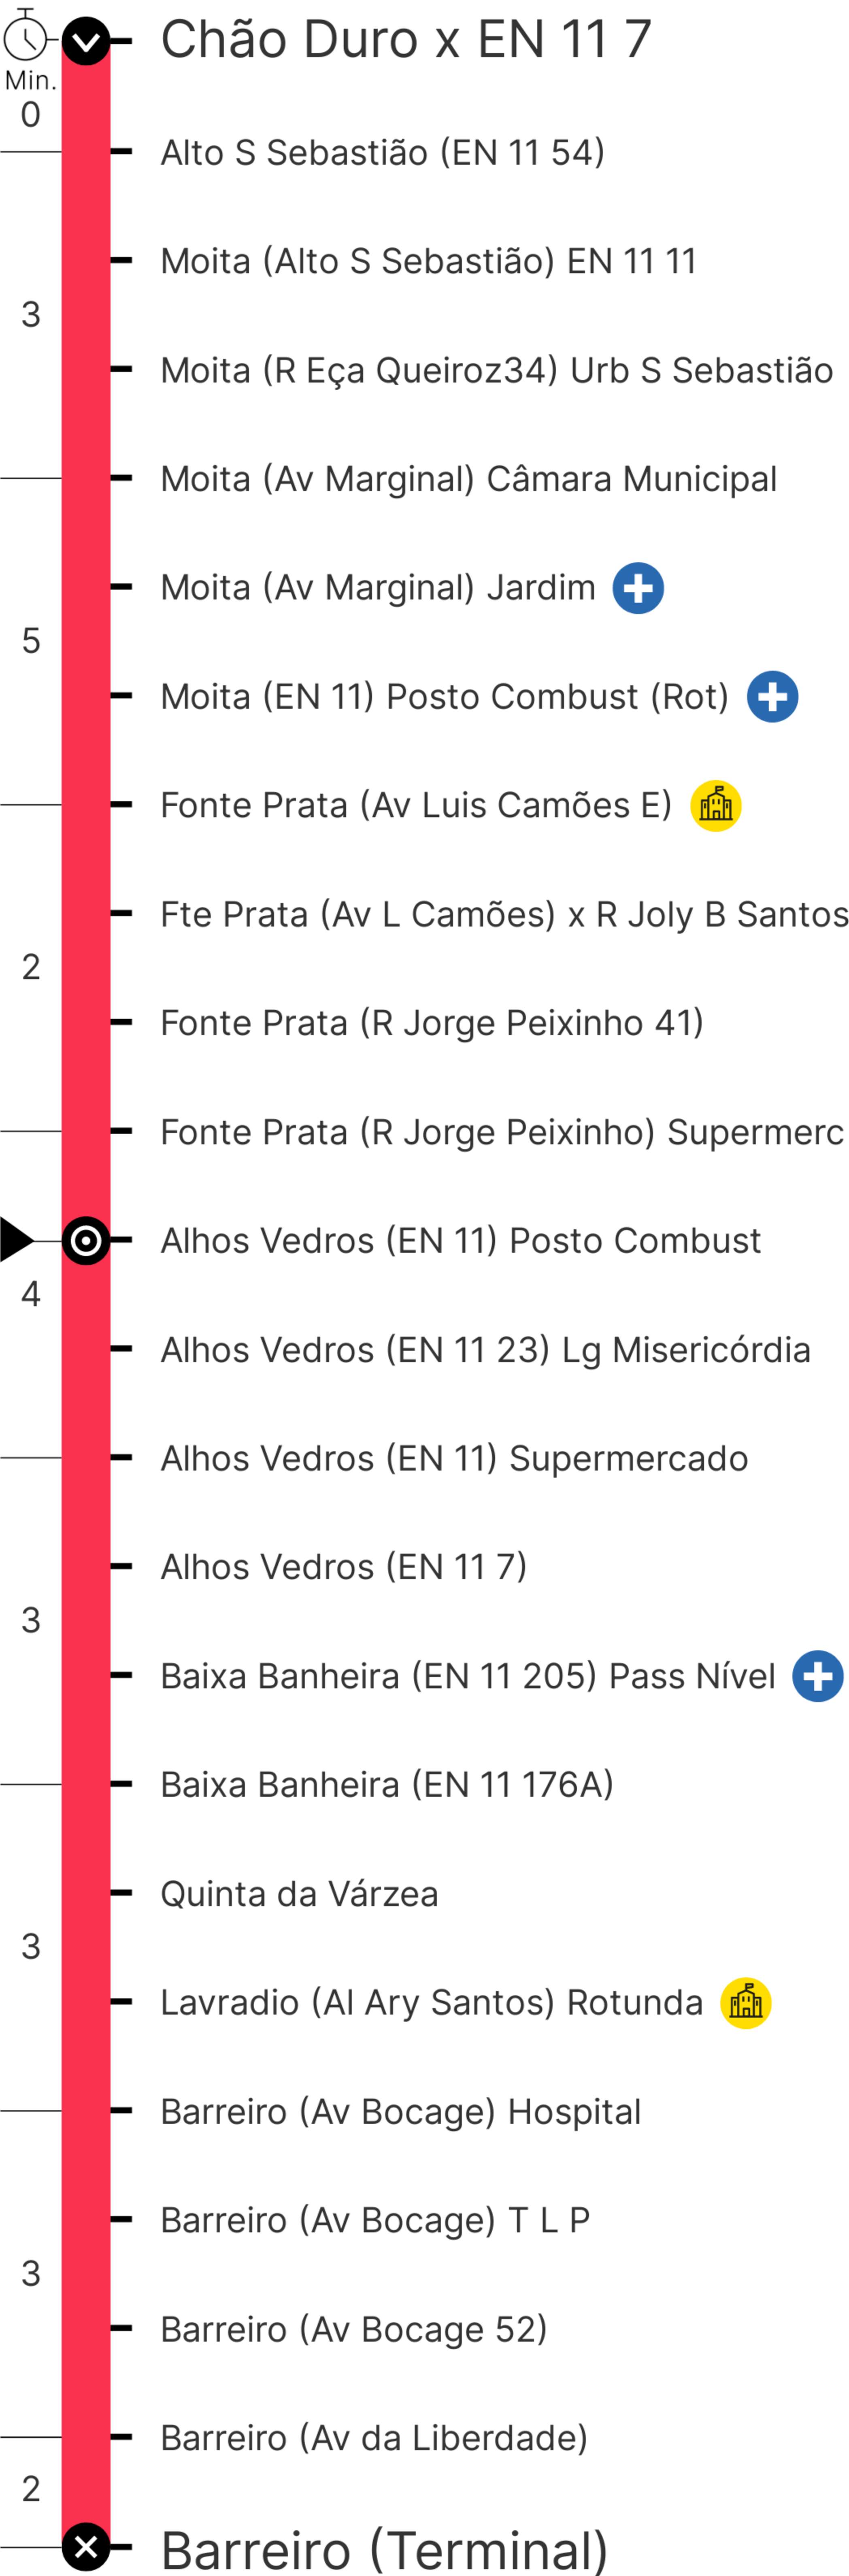 Chão Duro x EN 11 7
Min.
0
Alto S Sebastião (EN 11 54)
Moita (Alto S Sebastião) EN 11 11
3
Moita (R Eça Queiroz34) Urb S Sebastião
Moita (Av Marginal) Câmara Municipal
Moita (Av Marginal) Jardim
5
Moita (EN 11) Posto Combust (Rot)
Fonte Prata (Av Luis Camões E)
Fte Prata (Av L Camões) x R Joly B Santos
2
Fonte Prata (R Jorge Peixinho 41)
Fonte Prata (R Jorge Peixinho) Supermerc
Alhos Vedros (EN 11) Posto Combust
4
Alhos Vedros (EN 11 23) Lg Misericórdia
Alhos Vedros (EN 11) Supermercado
Alhos Vedros (EN 11 7)
3
Baixa Banheira (EN 11 205) Pass Nível
Baixa Banheira (EN 11 176A)
Quinta da Várzea
3
Lavradio (Al Ary Santos) Rotunda
Barreiro (Av Bocage) Hospital
Barreiro (Av Bocage) T L P
3
Barreiro (Av Bocage 52)
Barreiro (Av da Liberdade)
2
Barreiro (Terminal)